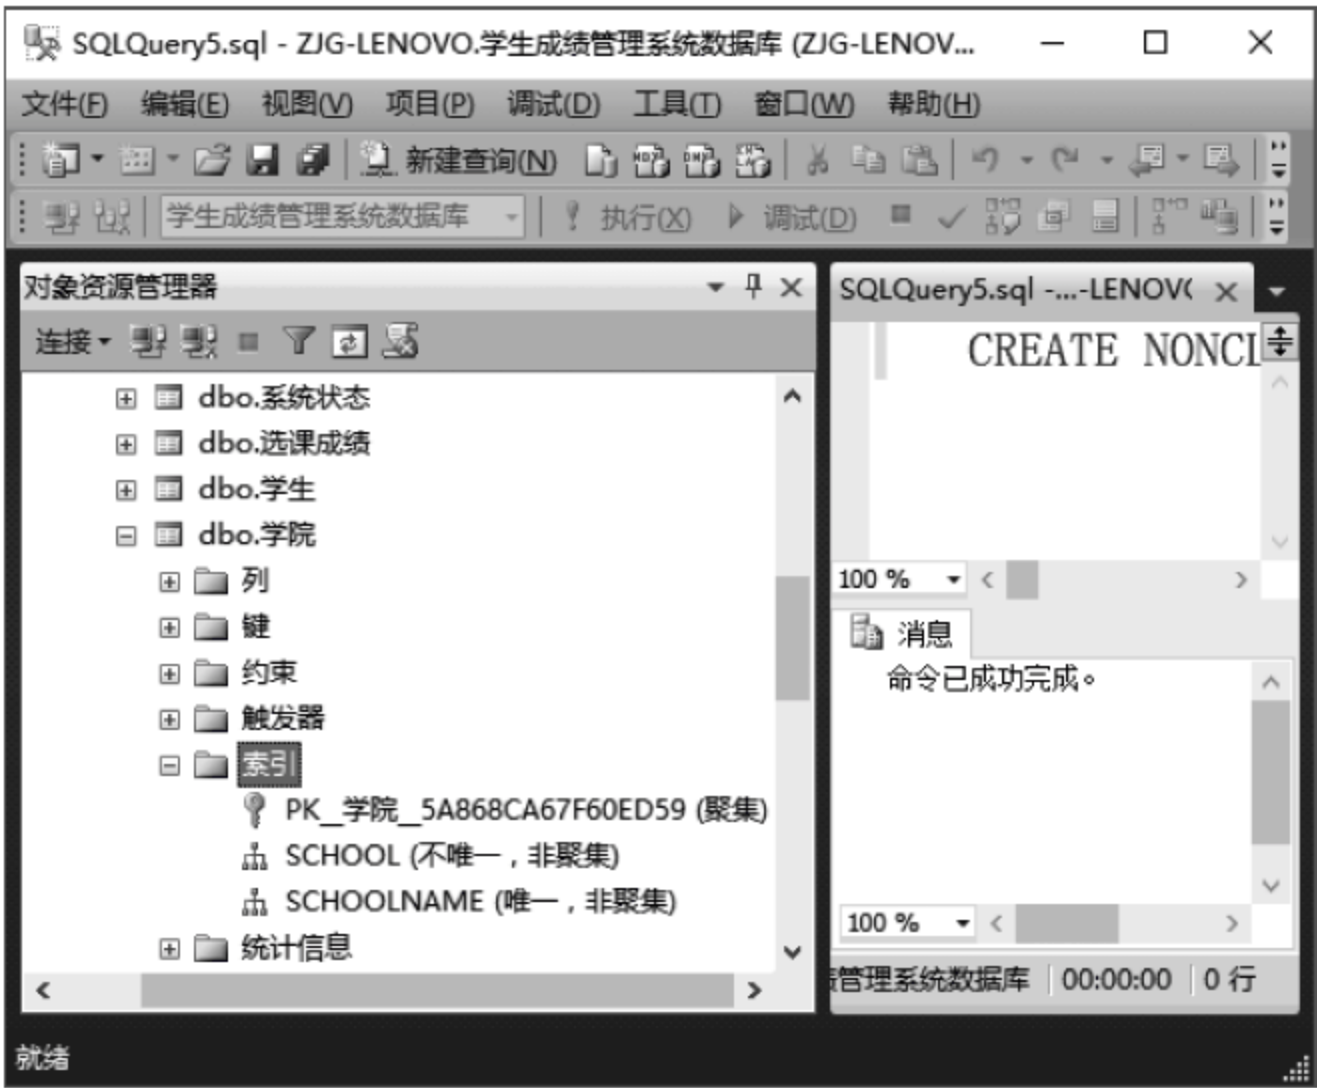 SQLQuery5.sql - ZJG-LENOVO.学生成绩管理系统数据库 (ZJG-LENOV...
文件(F) 编辑(E) 视图(V) 项目(P) 调试(D) 工具(T) 窗口(W) 帮助(H)
新建查询(N)
学生成绩管理系统数据库 执行(X) 调试(D)
对象资源管理器
连接
dbo.系统状态
dbo.选课成绩
dbo.学生
dbo.学院
列
键
约束
触发器
索引
PK__学院__5A868CA67F60ED59 (聚集)
SCHOOL (不唯一，非聚集)
SCHOOLNAME (唯一，非聚集)
统计信息
SQLQuery5.sql -...-LENOV(
CREATE NONCL
100 %
消息
命令已成功完成。
100 %
管理系统数据库 00:00:00 0 行
就绪